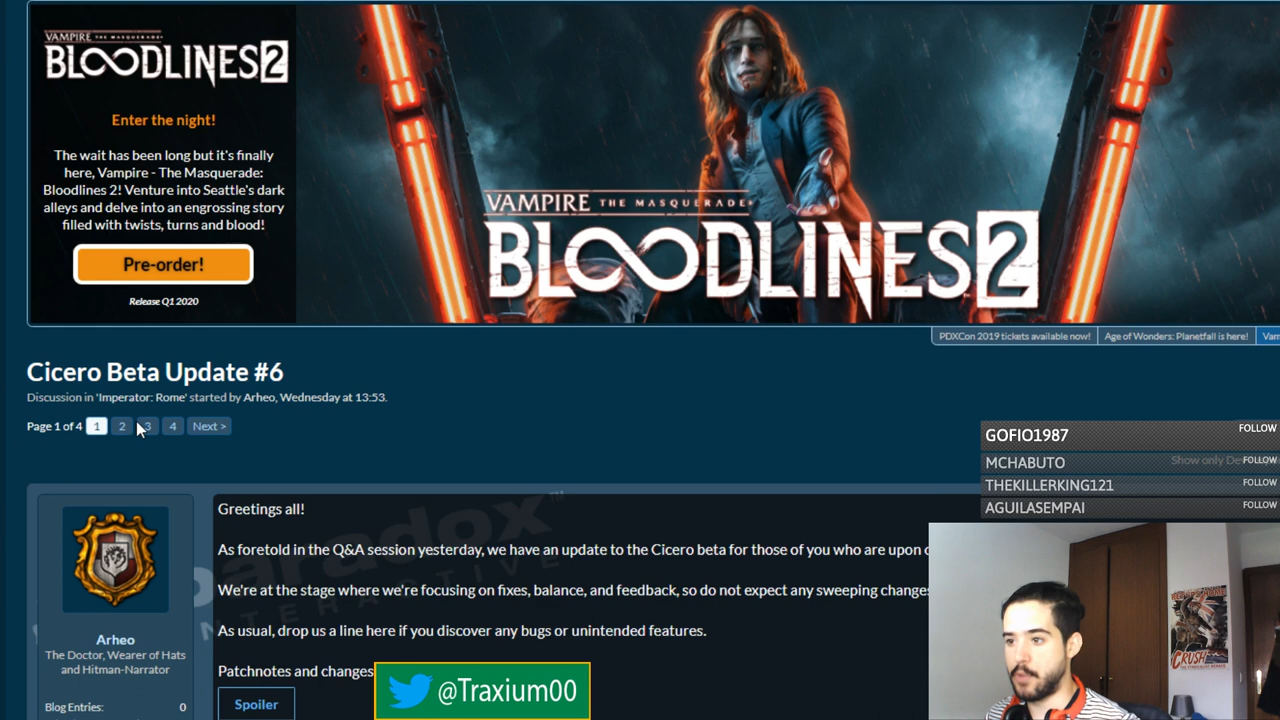 VAMPIRE THE MASQUERADE
BLOODLINES 2
Enter the night!
The wait has been long but it's finally
here, Vampire - The Masquerade:
Bloodlines 2! Venture into Seattle's dark
alleys and delve into an engrossing story
filled with twists, turns and blood!
Pre-order!
Release Q1 2020
VAMPIRE THE MASQUERADE
BLOODLINES 2
PDXCon 2019 tickets available now!
Age of Wonders: Planetfall is here!
Vam
Cicero Beta Update #6
Discussion in 'Imperator: Rome' started by Arheo, Wednesday at 13:53.
Page 1 of 4 1 2 3 4 Next >
GOFIO1987 FOLLOW
MCHABUTO FOLLOW
Show only De
THEKILLERKING121 FOLLOW
AGUILASEMPAI FOLLOW
paradox
INTERACTIVE
Greetings all!
As foretold in the Q&A session yesterday, we have an update to the Cicero beta for those of you who are upon
We're at the stage where we're focusing on fixes, balance, and feedback, so do not expect any sweeping changes
As usual, drop us a line here if you discover any bugs or unintended features.
Patchnotes and changes
Spoiler
Arheo
The Doctor, Wearer of Hats
and Hitman-Narrator
Blog Entries: 0
@Traxium00
CRUSH